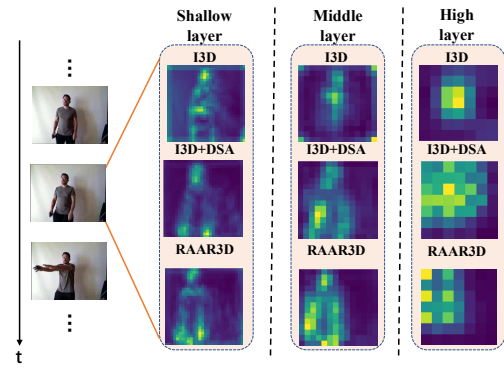 Shallow
layer
I3D
I3D+DSA
RAAR3D
Middle
layer
I3D
I3D+DSA
RAAR3D
High
layer
I3D
I3D+DSA
RAAR3D
t